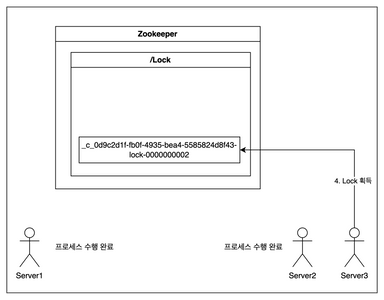 Zookeeper
/Lock
_c_0d9c2d1f-fb0f-4935-bea4-5585824d8f43-
lock-0000000002
4. Lock 획득
프로세스 수행 완료
프로세스 수행 완료
Server1
Server2
Server3